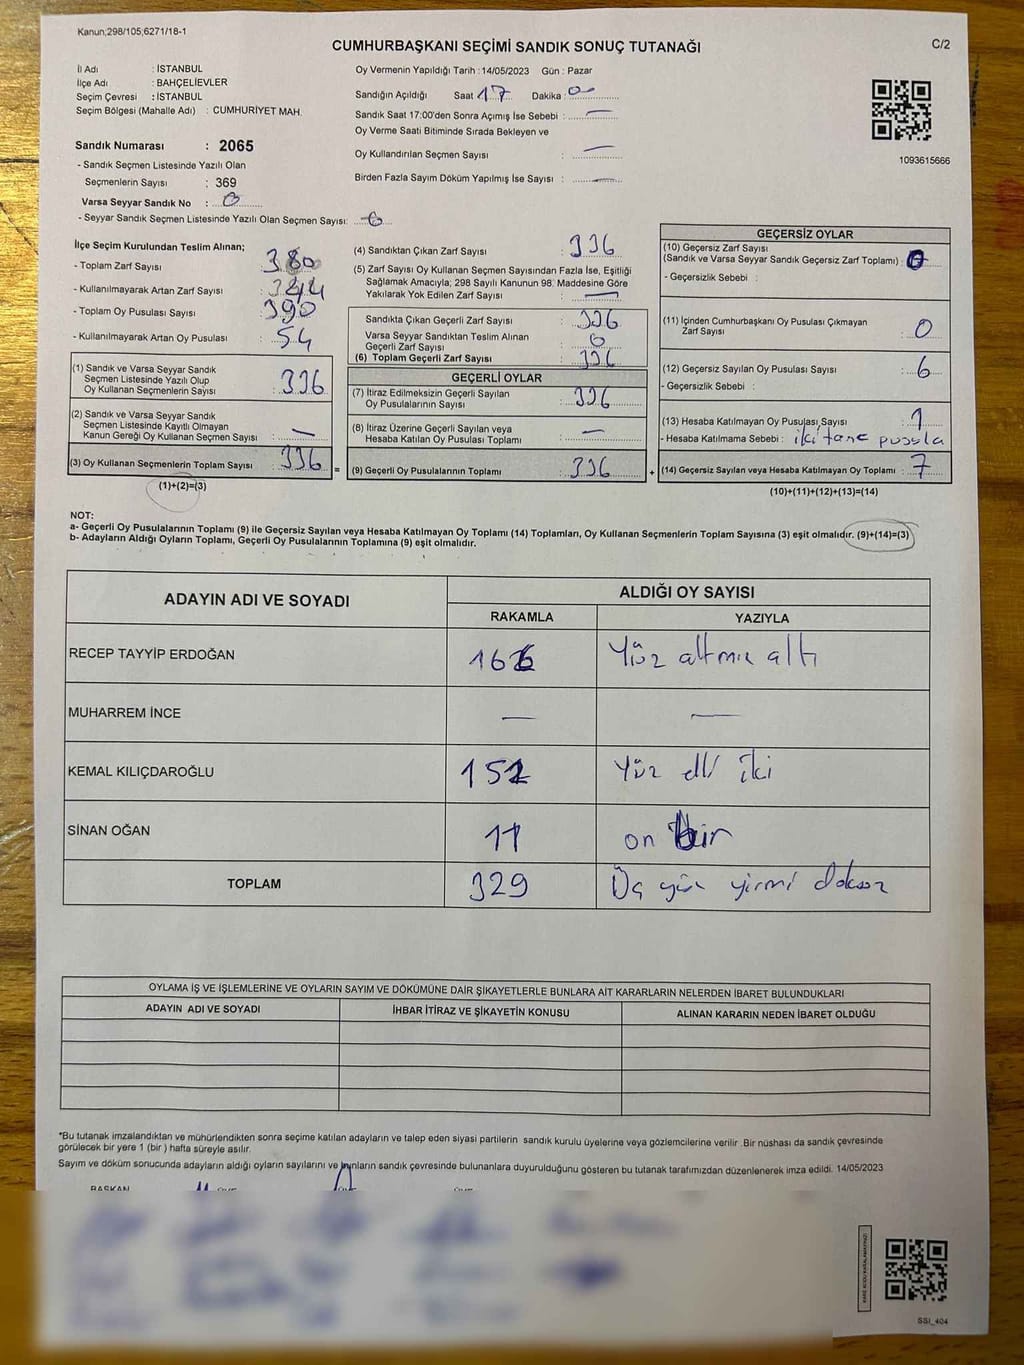 Kanun;298/105;6271/18-1
CUMHURBAŞKANI SEÇİMİ SANDIK SONUÇ TUTANAĞI
C/2
İl Adı : İSTANBUL
İlçe Adı : BAHÇELİEVLER
Seçim Çevresi : İSTANBUL
Seçim Bölgesi (Mahalle Adı) : CUMHURİYET MAH.
Sandık Numarası : 2065
- Sandık Seçmen Listesinde Yazılı Olan
Seçmenlerin Sayısı : 369
Varsa Seyyar Sandık No : 0
- Seyyar Sandık Seçmen Listesinde Yazılı Olan Seçmen Sayısı: 0
Oy Vermenin Yapıldığı Tarih : 14/05/2023 Gün : Pazar
Sandığın Açıldığı Saat 17 Dakika : 0
Sandık Saat 17:00'den Sonra Açımış İse Sebebi : —
Oy Verme Saati Bitiminde Sırada Bekleyen ve
Oy Kullandırılan Seçmen Sayısı : —
Birden Fazla Sayım Döküm Yapılmış İse Sayısı : —
1093615666
İlçe Seçim Kurulundan Teslim Alınan;
- Toplam Zarf Sayısı : 380
- Kullanılmayarak Artan Zarf Sayısı :
- Toplam Oy Pusulası Sayısı : 390
- Kullanılmayarak Artan Oy Pusulası : 54
(1) Sandık ve Varsa Seyyar Sandık
Seçmen Listesinde Yazılı Olup
Oy Kullanan Seçmenlerin Sayısı : 336
(2) Sandık ve Varsa Seyyar Sandık
Seçmen Listesinde Kayıtlı Olmayan
Kanun Gereği Oy Kullanan Seçmen Sayısı : —
(3) Oy Kullanan Seçmenlerin Toplam Sayısı : 336 =
(1)+(2)=(3)
(4) Sandıktan Çıkan Zarf Sayısı : 336
(5) Zarf Sayısı Oy Kullanan Seçmen Sayısından Fazla İse, Eşitliği
Sağlamak Amacıyla; 298 Sayılı Kanunun 98. Maddesine Göre
Yakılarak Yok Edilen Zarf Sayısı : —
Sandıkta Çıkan Geçerli Zarf Sayısı : 336
Varsa Seyyar Sandıktan Teslim Alınan
Geçerli Zarf Sayısı : 0
(6) Toplam Geçerli Zarf Sayısı : 336
GEÇERLİ OYLAR
(7) İtiraz Edilmeksizin Geçerli Sayılan
Oy Pusulalarının Sayısı : 336
(8) İtiraz Üzerine Geçerli Sayılan veya
Hesaba Katılan Oy Pusulası Toplamı : —
(9) Geçerli Oy Pusulalarının Toplamı : 336 +
GEÇERSİZ OYLAR
(10) Geçersiz Zarf Sayısı
(Sandık ve Varsa Seyyar Sandık Geçersiz Zarf Toplamı) : 0
- Geçersizlik Sebebi :
(11) İçinden Cumhurbaşkanı Oy Pusulası Çıkmayan
Zarf Sayısı : 0
(12) Geçersiz Sayılan Oy Pusulası Sayısı : 6
- Geçersizlik Sebebi :
(13) Hesaba Katılmayan Oy Pusulaşı Sayısı : 1
- Hesaba Katılmama Sebebi : iki tane pusula
(14) Geçersiz Sayılan veya Hesaba Katılmayan Oy Toplamı : 7
(10)+(11)+(12)+(13)=(14)
NOT:
a- Geçerli Oy Pusulalarının Toplamı (9) ile Geçersiz Sayılan veya Hesaba Katılmayan Oy Toplamı (14) Toplamları, Oy Kullanan Seçmenlerin Toplam Sayısına (3) eşit olmalıdır. (9)+(14)=(3)
b- Adayların Aldığı Oyların Toplamı, Geçerli Oy Pusulalarının Toplamına (9) eşit olmalıdır.
ADAYIN ADI VE SOYADI
ALDIĞI OY SAYISI
RAKAMLA YAZIYLA
RECEP TAYYİP ERDOĞAN 166 Yüz altmış altı
MUHARREM İNCE — —
KEMAL KILIÇDAROĞLU 152 Yüz elli iki
SİNAN OĞAN 11 on bir
TOPLAM 329 Üç yüz yirmi dokuz
OYLAMA İŞ VE İŞLEMLERİNE VE OYLARIN SAYIM VE DÖKÜMÜNE DAİR ŞİKAYETLERLE BUNLARA AİT KARARLARIN NELERDEN İBARET BULUNDUKLARI
ADAYIN ADI VE SOYADI İHBAR İTİRAZ VE ŞİKAYETİN KONUSU ALINAN KARARIN NEDEN İBARET OLDUĞU
*Bu tutanak imzalandıktan ve mühürlendikten sonra seçime katılan adayların ve talep eden siyasi partilerin sandık kurulu üyelerine veya gözlemcilerine verilir .Bir nüshası da sandık çevresinde
görülecek bir yere 1 (bir ) hafta süreyle asılır.
Sayım ve döküm sonucunda adayların aldığı oyların sayılarını ve bunların sandık çevresinde bulunanlara duyurulduğunu gösteren bu tutanak tarafımızdan düzenlenerek imza edildi. 14/05/2023
BAŞKAN
SSI_404